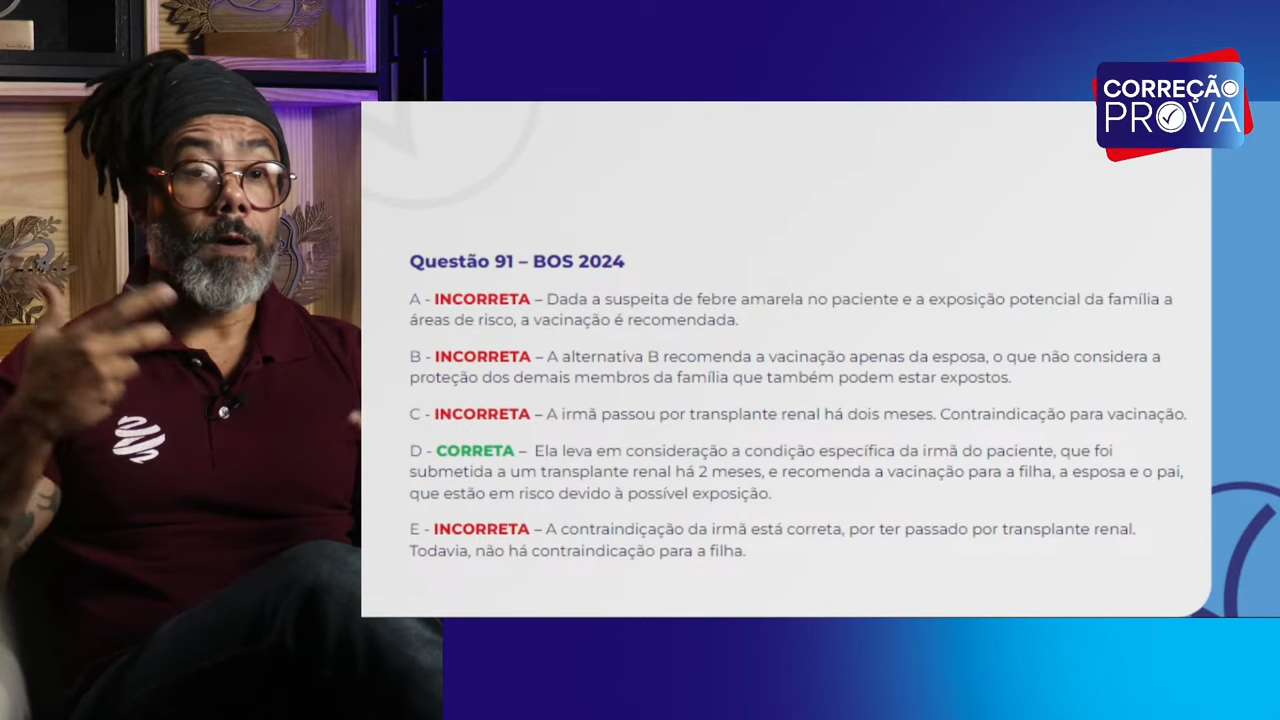 CORREÇÃO
PROVA
Questão 91 – BOS 2024
A - INCORRETA – Dada a suspeita de febre amarela no paciente e a exposição potencial da família a
áreas de risco, a vacinação é recomendada.
B - INCORRETA – A alternativa B recomenda a vacinação apenas da esposa, o que não considera a
proteção dos demais membros da família que também podem estar expostos.
C - INCORRETA – A irmã passou por transplante renal há dois meses. Contraindicação para vacinação.
D - CORRETA – Ela leva em consideração a condição específica da irmã do paciente, que foi
submetida a um transplante renal há 2 meses, e recomenda a vacinação para a filha, a esposa e o pai,
que estão em risco devido à possível exposição.
E - INCORRETA – A contraindicação da irmã está correta, por ter passado por transplante renal.
Todavia, não há contraindicação para a filha.